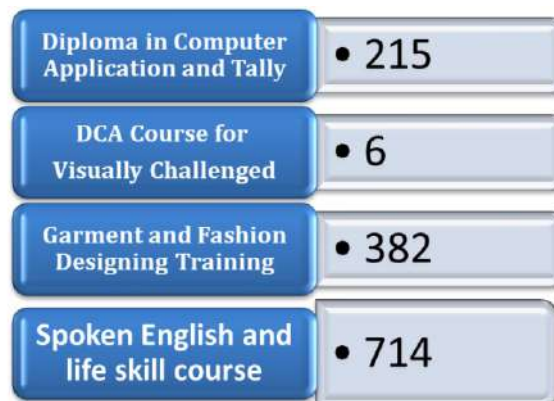 Diploma in Computer
Application and Tally
• 215
DCA Course for
Visually Challenged
• 6
Garment and Fashion
Designing Training
• 382
Spoken English and
life skill course
• 714